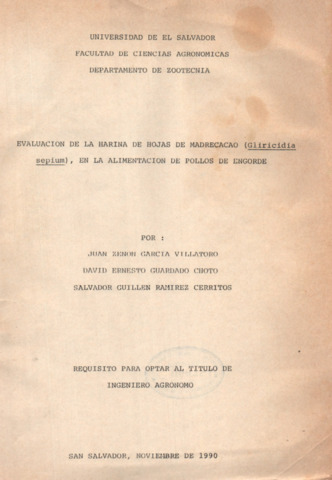 UNIVERSIDAD DE EL SALVADOR
FACULTAD DE CIENCIAS AGRONOMICAS
DEPARTAMENTO DE ZOOTECNIA
EVALUACION DE LA HARINA DE HOJAS DE MADRECACAO (Gliricidia
sepium), EN LA ALIMENTACION DE POLLOS DE ENGORDE
POR :
JUAN ZENON GARCIA VILLATORO
DAVID ERNESTO GUARDADO CHOTO
SALVADOR GUILLEN RAMIREZ CERRITOS
REQUISITO PARA OPTAR AL TITULO DE
INGENIERO AGRONOMO
SAN SALVADOR, NOVIEMBRE DE 1990